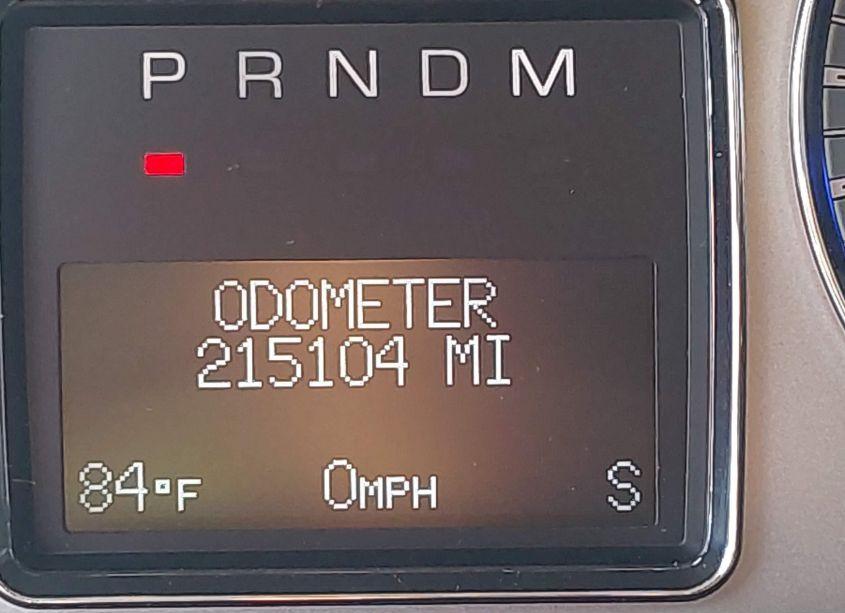 P R N D M
ODOMETER
215104 MI
84°F 0MPH S